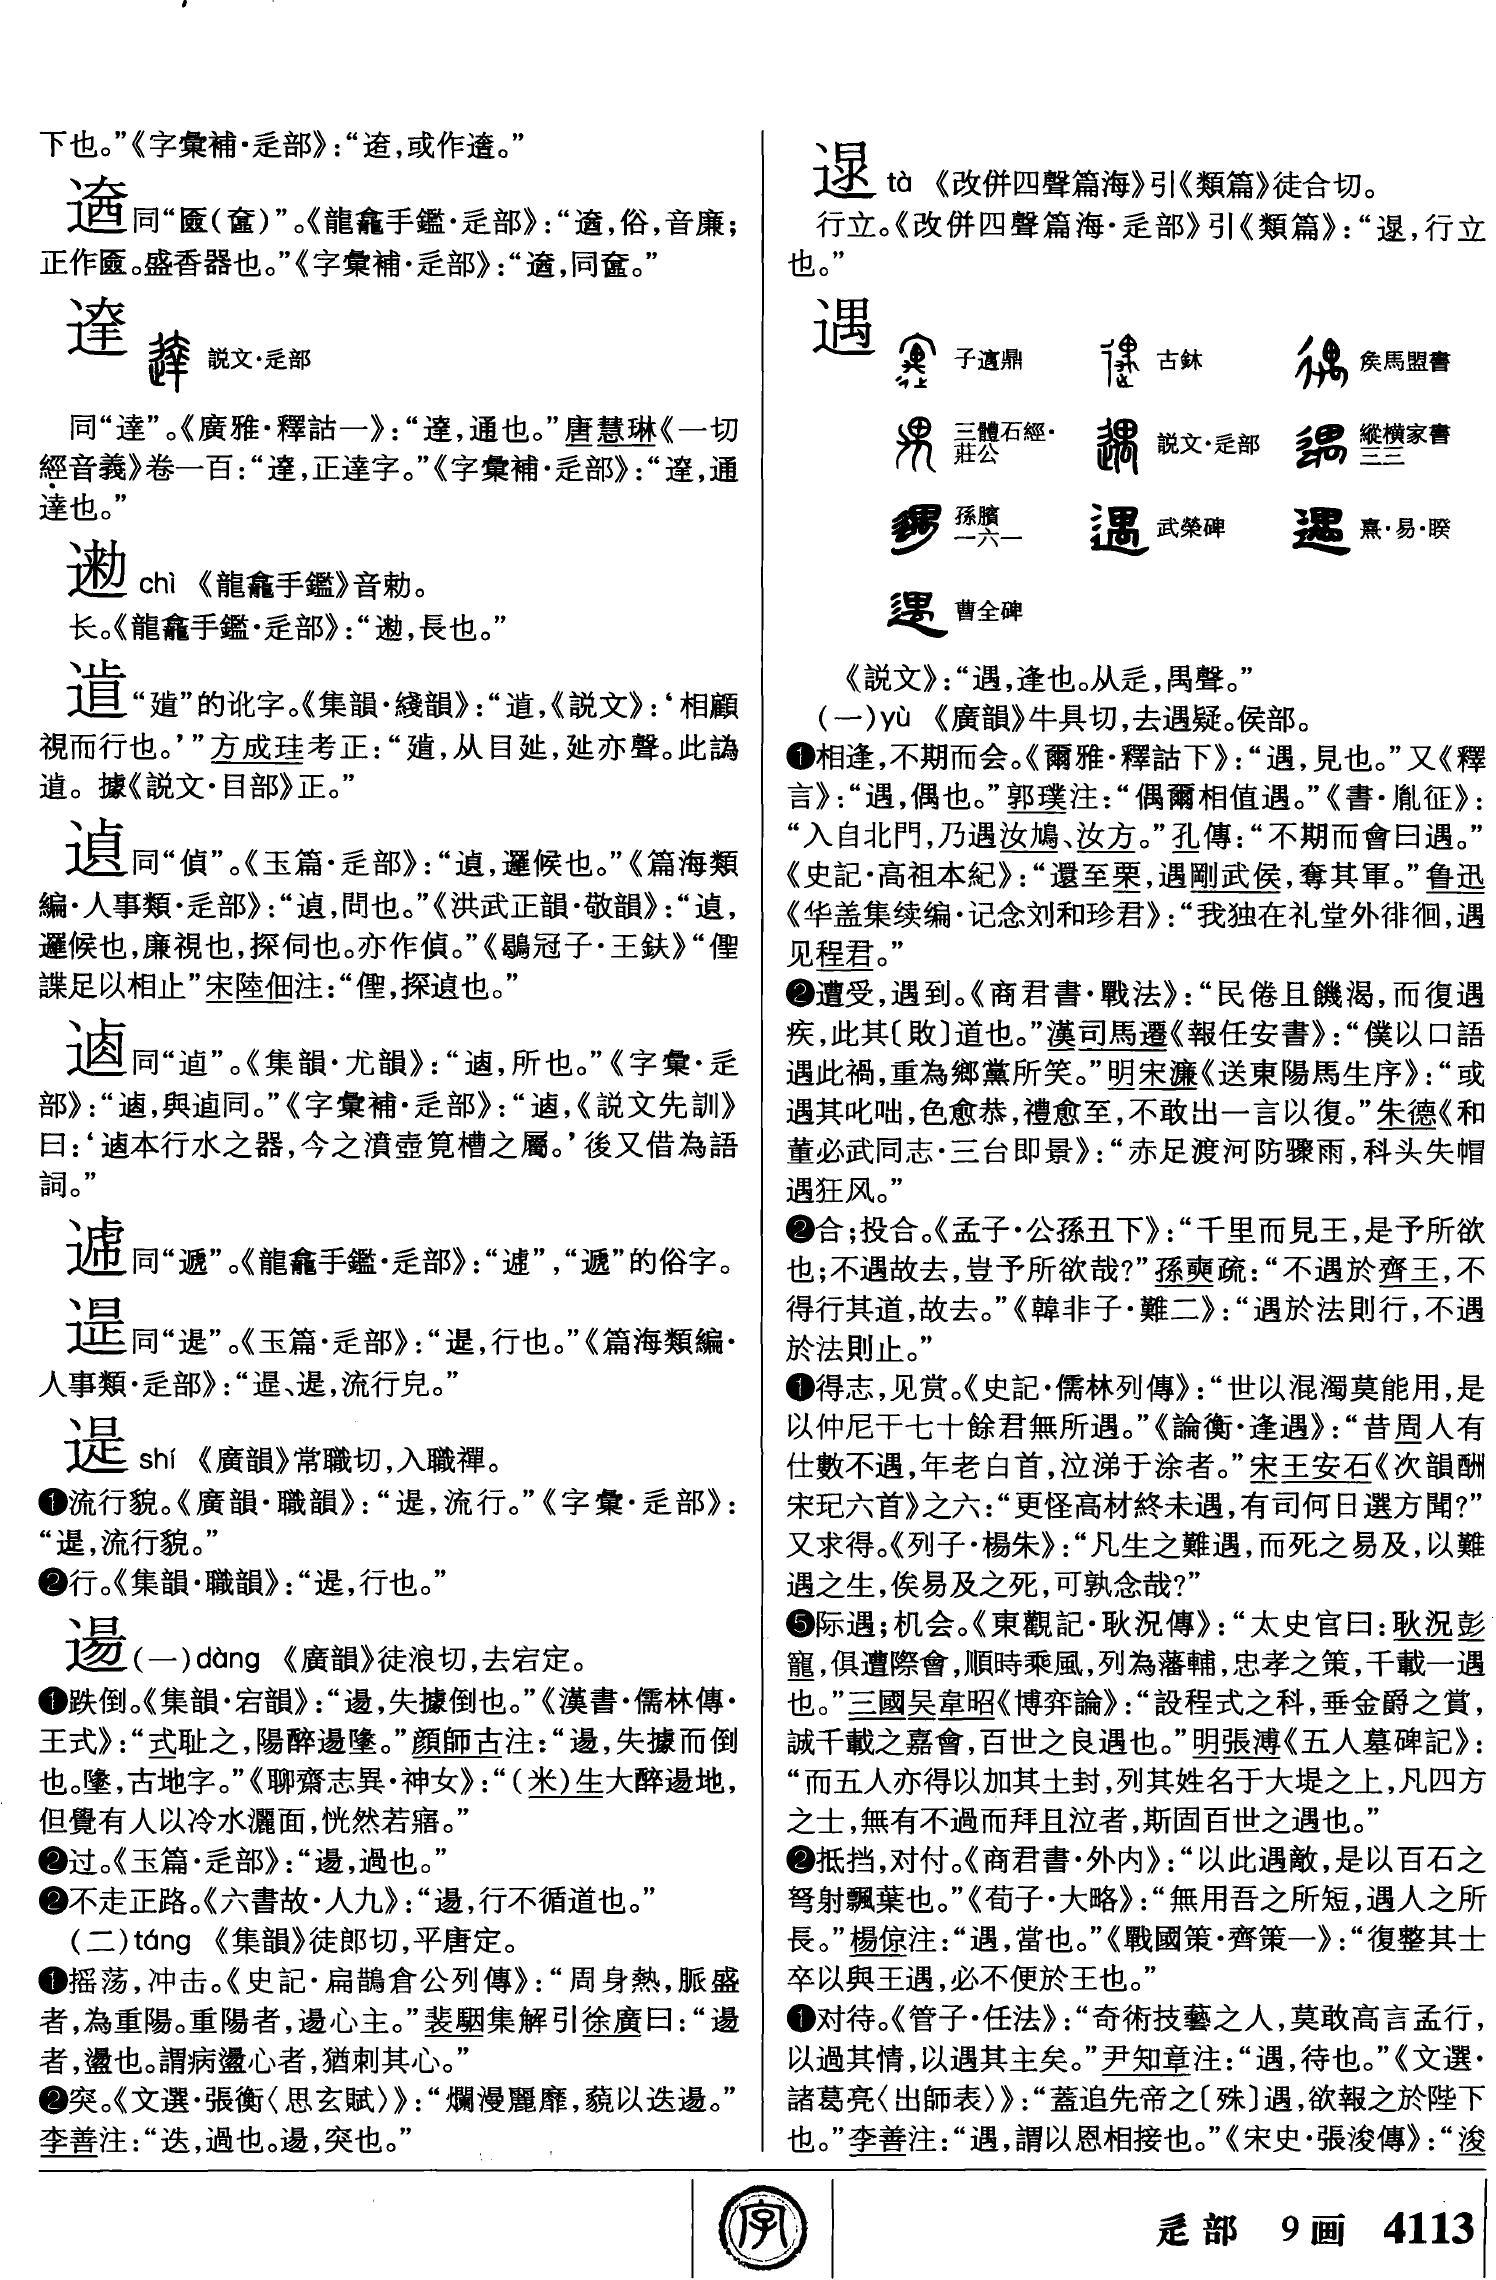 下也。”《字彙補·辵部》：“逰，或作遳。”
同“匳(奩)”。《龍龕手鑑·辵部》：“，俗，音廉；
正作匳。盛香器也。”《字彙補·辵部》：“，同奩。”
説文·辵部
同“達”。《廣雅·釋詁一》：“，通也。”唐慧琳《一切
經音義》卷一百：“，正達字。”《字彙補·辵部》：“，通
達也。”
chì 《龍龕手鑑》音勑。
长。《龍龕手鑑·辵部》：“，長也。”
“”的讹字。《集韻·綫韻》：“，《説文》：‘相顧
視而行也。’”方成珪考正：“，从目延，延亦聲。此譌
。據《説文·目部》正。”
遉同“偵”。《玉篇·辵部》：“遉，邏候也。”《篇海類
編·人事類·辵部》：“遉，問也。”《洪武正韻·敬韻》：“遉，
邏候也，廉視也，探伺也。亦作偵。”《鶡冠子·王鈇》“俚
諜足以相止”宋陸佃注：“俚，探遉也。”
逌同“逌”。《集韻·尤韻》：“，所也。”《字彙·辵
部》：“，與逌同。”《字彙補·辵部》：“，《説文先訓》
曰：‘本行水之器，今之瀆壺筧槽之屬。’後又借為語
詞。”
同“遞”。《龍龕手鑑·辵部》：“”，“遞”的俗字。
同“遈”。《玉篇·辵部》：“，行也。”《篇海類編·
人事類·辵部》：“、遈，流行皃。”
遈 shí 《廣韻》常職切，入職禪。
❶流行貌。《廣韻·職韻》：“遈，流行。”《字彙·辵部》：
“遈，流行貌。”
❷行。《集韻·職韻》：“遈，行也。”
逿(一)dàng 《廣韻》徒浪切，去宕定。
❶跌倒。《集韻·宕韻》：“逿，失據倒也。”《漢書·儒林傳·
王式》：“式耻之，陽醉逿墬。”顔師古注：“逿，失據而倒
也。墬，古地字。”《聊齋志異·神女》：“(米)生大醉逿地，
但覺有人以冷水灑面，恍然若寤。”
❷过。《玉篇·辵部》：“逿，過也。”
❷不走正路。《六書故·人九》：“逿，行不循道也。”
(二)táng 《集韻》徒郎切，平唐定。
❶摇荡，冲击。《史記·扁鵲倉公列傳》：“周身熱，脈盛
者，為重陽。重陽者，逿心主。”裴駰集解引徐廣曰：“逿
者，盪也。謂病盪心者，猶刺其心。”
❷突。《文選·張衡〈思玄賦〉》：“爛漫麗靡，藐以迭逿。”
李善注：“迭，過也。逿，突也。”
遝 tà 《改併四聲篇海》引《類篇》徒合切。
行立。《改併四聲篇海·辵部》引《類篇》：“，行立
也。”
遇
子邁鼎 古鉥 矦馬盟書
三體石經·莊公 説文·辵部 縱横家書三三
孫臏一六一 武榮碑 熹·易·睽
曹全碑
《説文》：“遇，逢也。从辵，禺聲。”
(一)yù 《廣韻》牛具切，去遇疑。侯部。
❶相逢，不期而会。《爾雅·釋詁下》：“遇，見也。”又《釋
言》：“遇，偶也。”郭璞注：“偶爾相值遇。”《書·胤征》：
“入自北門，乃遇汝鳩、汝方。”孔傳：“不期而會曰遇。”
《史記·高祖本紀》：“還至栗，遇剛武侯，奪其軍。”鲁迅
《华盖集续编·记念刘和珍君》：“我独在礼堂外徘徊，遇
见程君。”
❷遭受，遇到。《商君書·戰法》：“民倦且饑渴，而復遇
疾，此其〔敗〕道也。”漢司馬遷《報任安書》：“僕以口語
遇此禍，重為鄉黨所笑。”明宋濂《送東陽馬生序》：“或
遇其叱咄，色愈恭，禮愈至，不敢出一言以復。”朱德《和
董必武同志·三台即景》：“赤足渡河防骤雨，科头失帽
遇狂风。”
❷合；投合。《孟子·公孫丑下》：“千里而見王，是予所欲
也；不遇故去，豈予所欲哉？”孫奭疏：“不遇於齊王，不
得行其道，故去。”《韓非子·難二》：“遇於法則行，不遇
於法則止。”
❶得志，见赏。《史記·儒林列傳》：“世以混濁莫能用，是
以仲尼干七十餘君無所遇。”《論衡·逢遇》：“昔周人有
仕數不遇，年老白首，泣涕于涂者。”宋王安石《次韻酬
宋玘六首》之六：“更怪高材終未遇，有司何日選方聞？”
又求得。《列子·楊朱》：“凡生之難遇，而死之易及，以難
遇之生，俟易及之死，可孰念哉？”
❺际遇；机会。《東觀記·耿況傳》：“太史官曰：耿況彭
寵，俱遭際會，順時乘風，列為藩輔，忠孝之策，千載一遇
也。”三國吴韋昭《博弈論》：“設程式之科，垂金爵之賞，
誠千載之嘉會，百世之良遇也。”明張溥《五人墓碑記》：
“而五人亦得以加其土封，列其姓名于大堤之上，凡四方
之士，無有不過而拜且泣者，斯固百世之遇也。”
❷抵挡，对付。《商君書·外内》：“以此遇敵，是以百石之
弩射飄葉也。”《荀子·大略》：“無用吾之所短，遇人之所
長。”楊倞注：“遇，當也。”《戰國策·齊策一》：“復整其士
卒以與王遇，必不便於王也。”
❶对待。《管子·任法》：“奇術技藝之人，莫敢高言孟行，
以過其情，以遇其主矣。”尹知章注：“遇，待也。”《文選·
諸葛亮〈出師表〉》：“蓋追先帝之〔殊〕遇，欲報之於陛下
也。”李善注：“遇，謂以恩相接也。”《宋史·張浚傳》：“浚
字
辵部 9画 4113